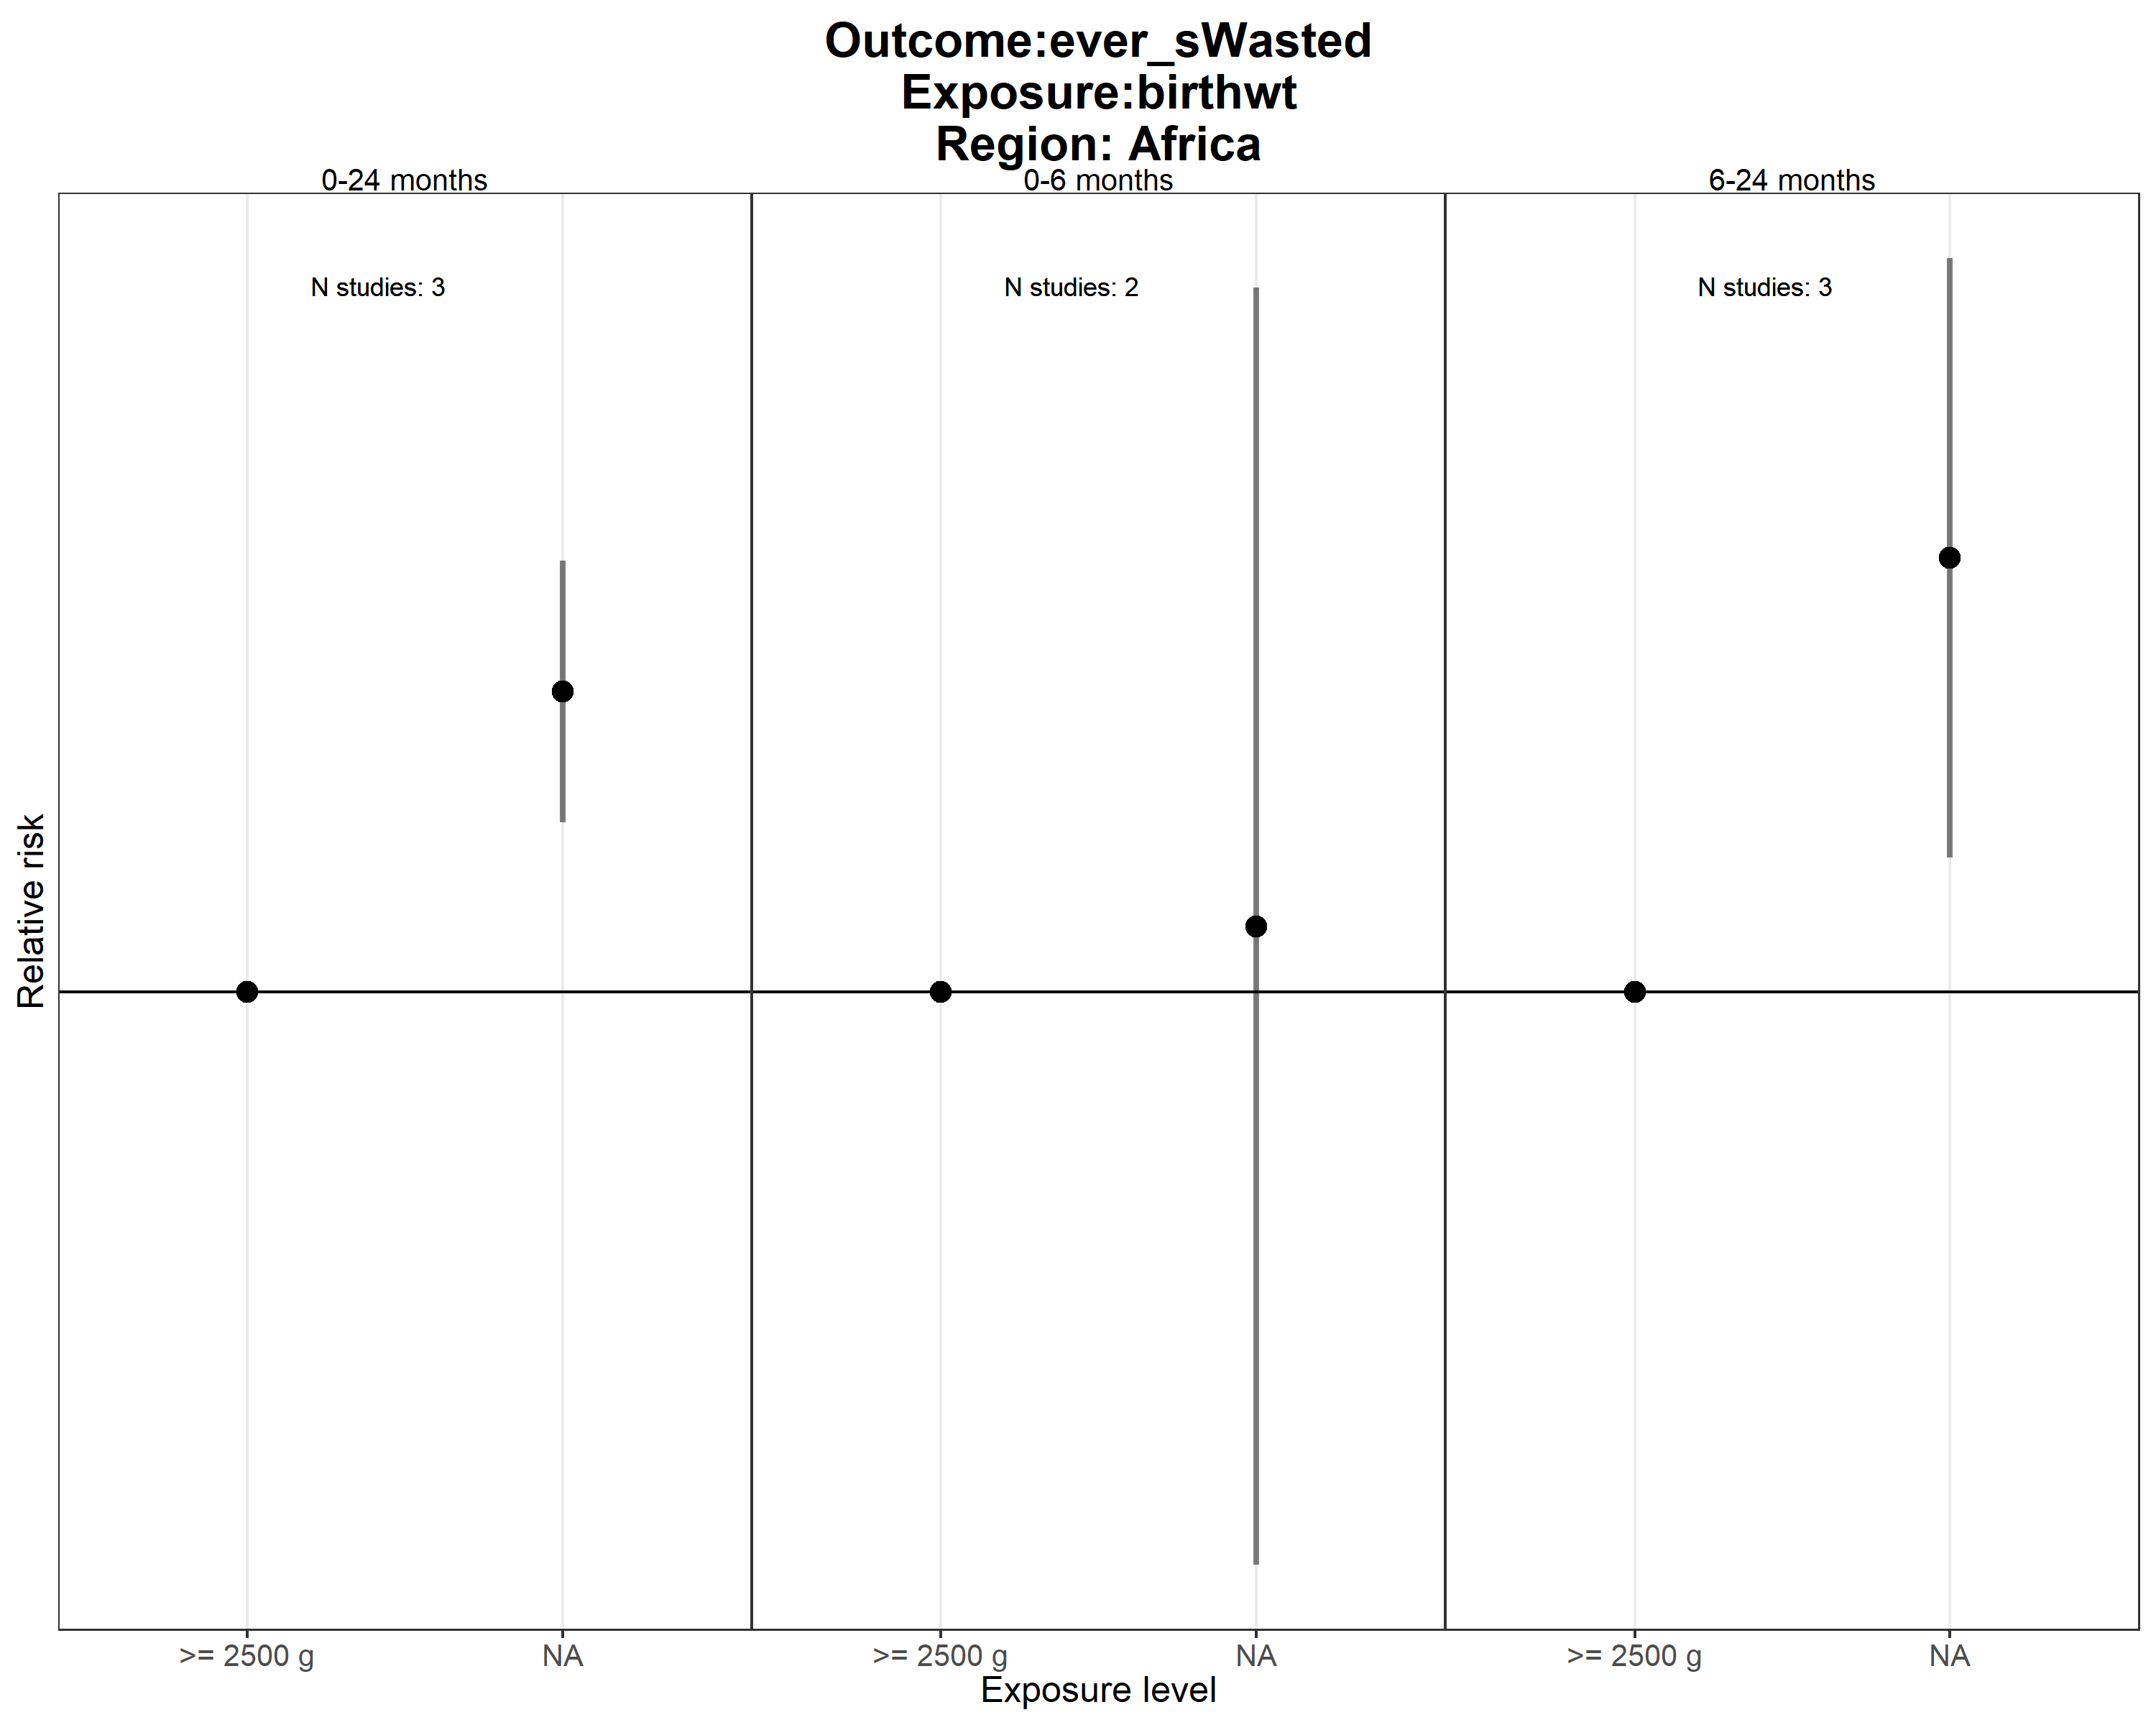 Outcome:ever_sWasted
Exposure:birthwt
Region: Africa
0-24 months
0-6 months
6-24 months
N studies: 3
N studies: 2
N studies: 3
Relative risk
>= 2500 g
NA
>= 2500 g
NA
>= 2500 g
NA
Exposure level